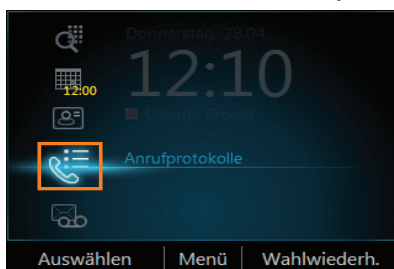 Donnerstag, 28.04.
12:10
12:00
George Brown
Anrufprotokolle
Auswählen | Menü | Wahlwiederh.